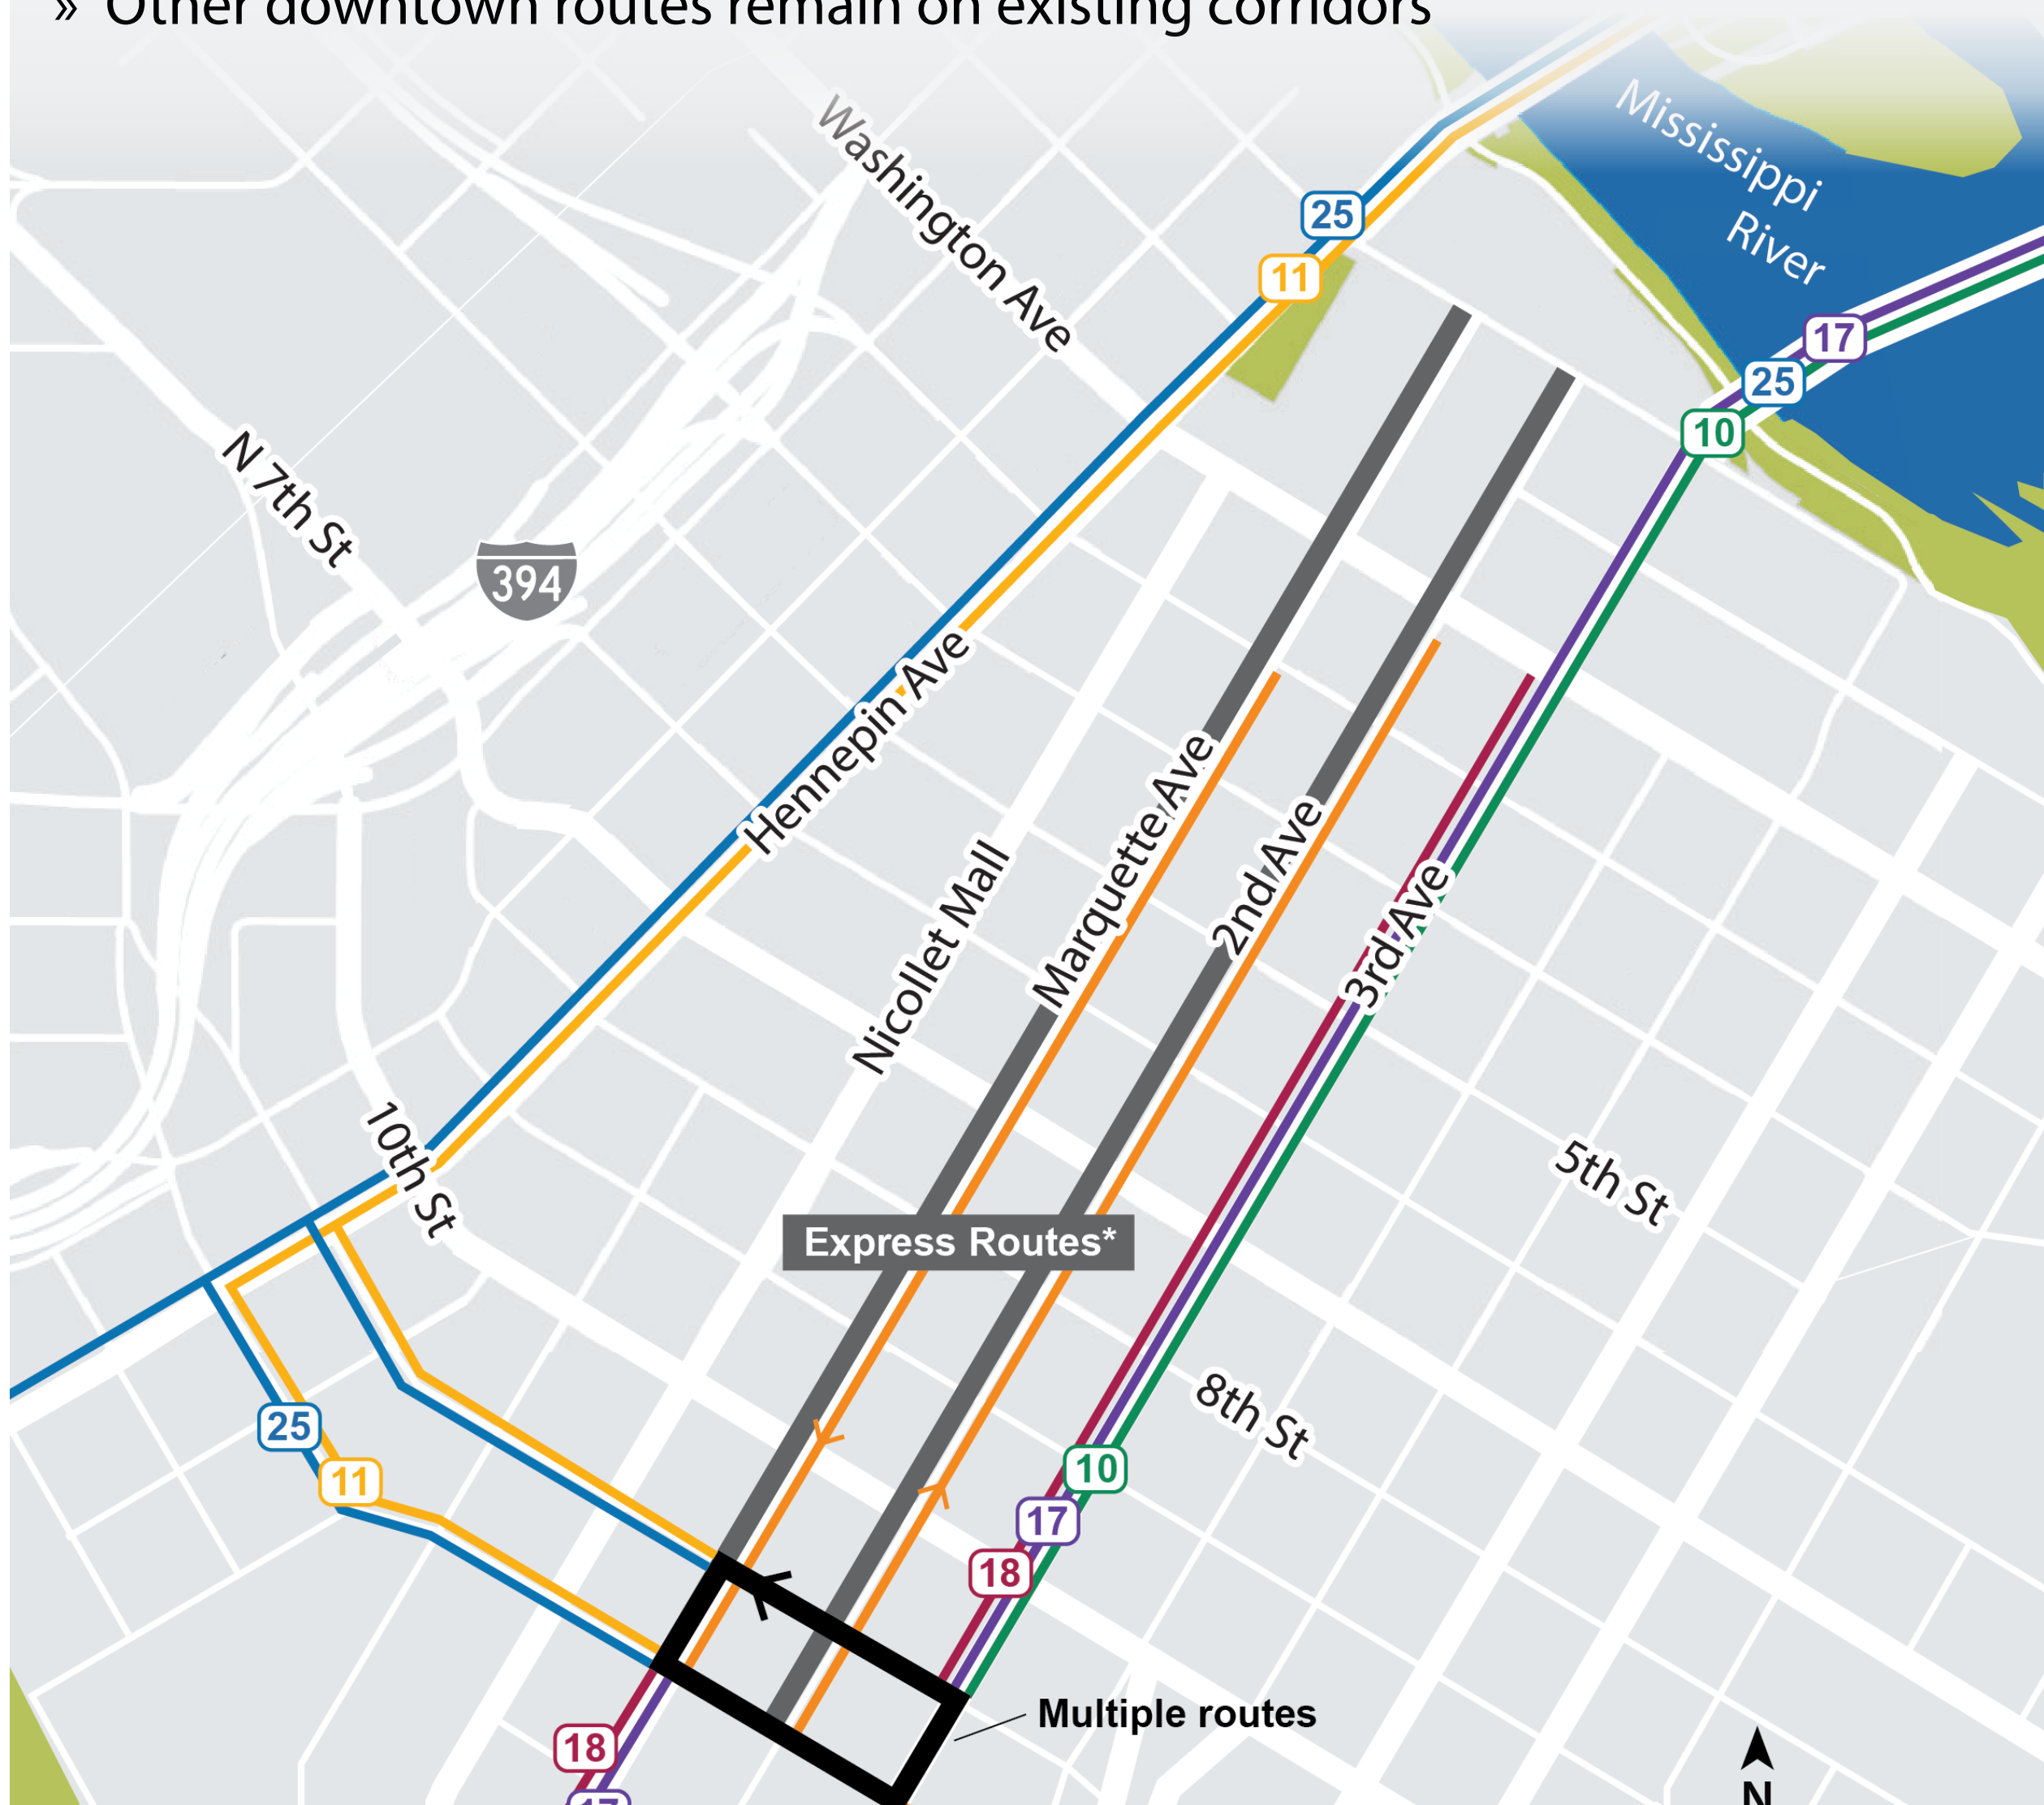 » Other downtown routes remain on existing corridors
Mississippi
River
Washington Ave
25
11
17
25
10
N 7th St
394
Hennepin Ave
Nicollet Mall
Marquette Ave
2nd Ave
3rd Ave
10th St
5th St
Express Routes*
8th St
25
11
10
17
18
Multiple routes
18
17
N